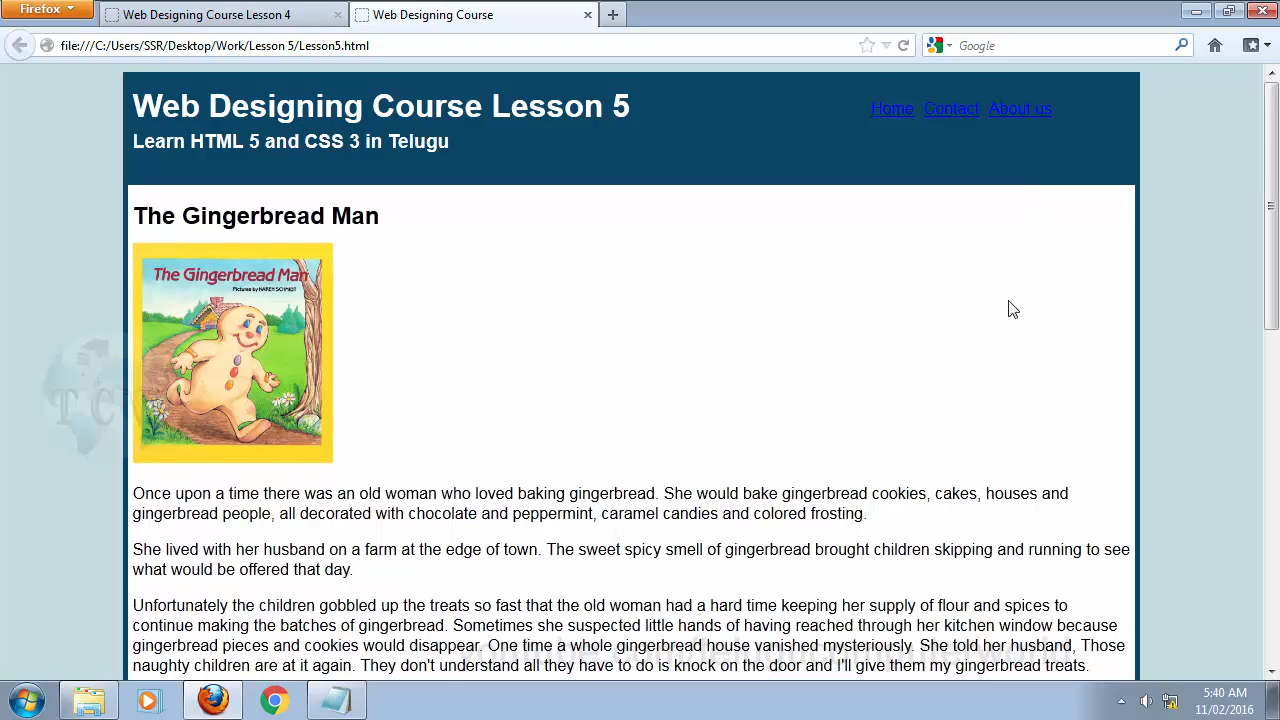 Firefox
Web Designing Course Lesson 4
Web Designing Course
file:///C:/Users/SSR/Desktop/Work/Lesson 5/Lesson5.html
Google
Web Designing Course Lesson 5
Home Contact About us
Learn HTML 5 and CSS 3 in Telugu
The Gingerbread Man
The Gingerbread Man
Pictures by KAREN SCHMIDT
Once upon a time there was an old woman who loved baking gingerbread. She would bake gingerbread cookies, cakes, houses and
gingerbread people, all decorated with chocolate and peppermint, caramel candies and colored frosting.
She lived with her husband on a farm at the edge of town. The sweet spicy smell of gingerbread brought children skipping and running to see
what would be offered that day.
Unfortunately the children gobbled up the treats so fast that the old woman had a hard time keeping her supply of flour and spices to
continue making the batches of gingerbread. Sometimes she suspected little hands of having reached through her kitchen window because
gingerbread pieces and cookies would disappear. One time a whole gingerbread house vanished mysteriously. She told her husband, Those
naughty children are at it again. They don't understand all they have to do is knock on the door and I'll give them my gingerbread treats.
5:40 AM
11/02/2016